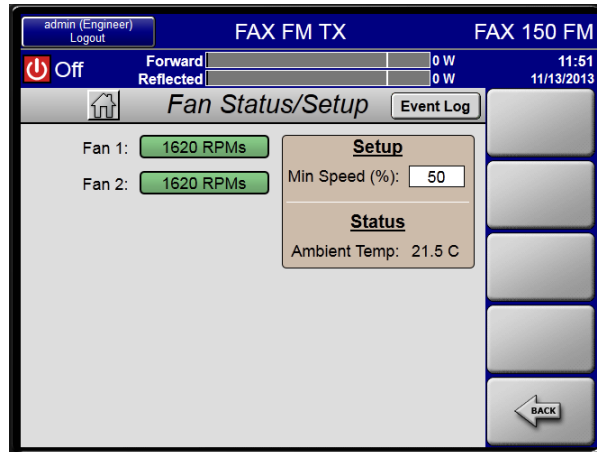 admin (Engineer)
Logout
FAX FM TX
FAX 150 FM
Off
Forward
0 W
Reflected
0 W
11:51
11/13/2013
Fan Status/Setup
Event Log
Fan 1: 1620 RPMs
Fan 2: 1620 RPMs
Setup
Min Speed (%): 50
Status
Ambient Temp: 21.5 C
BACK